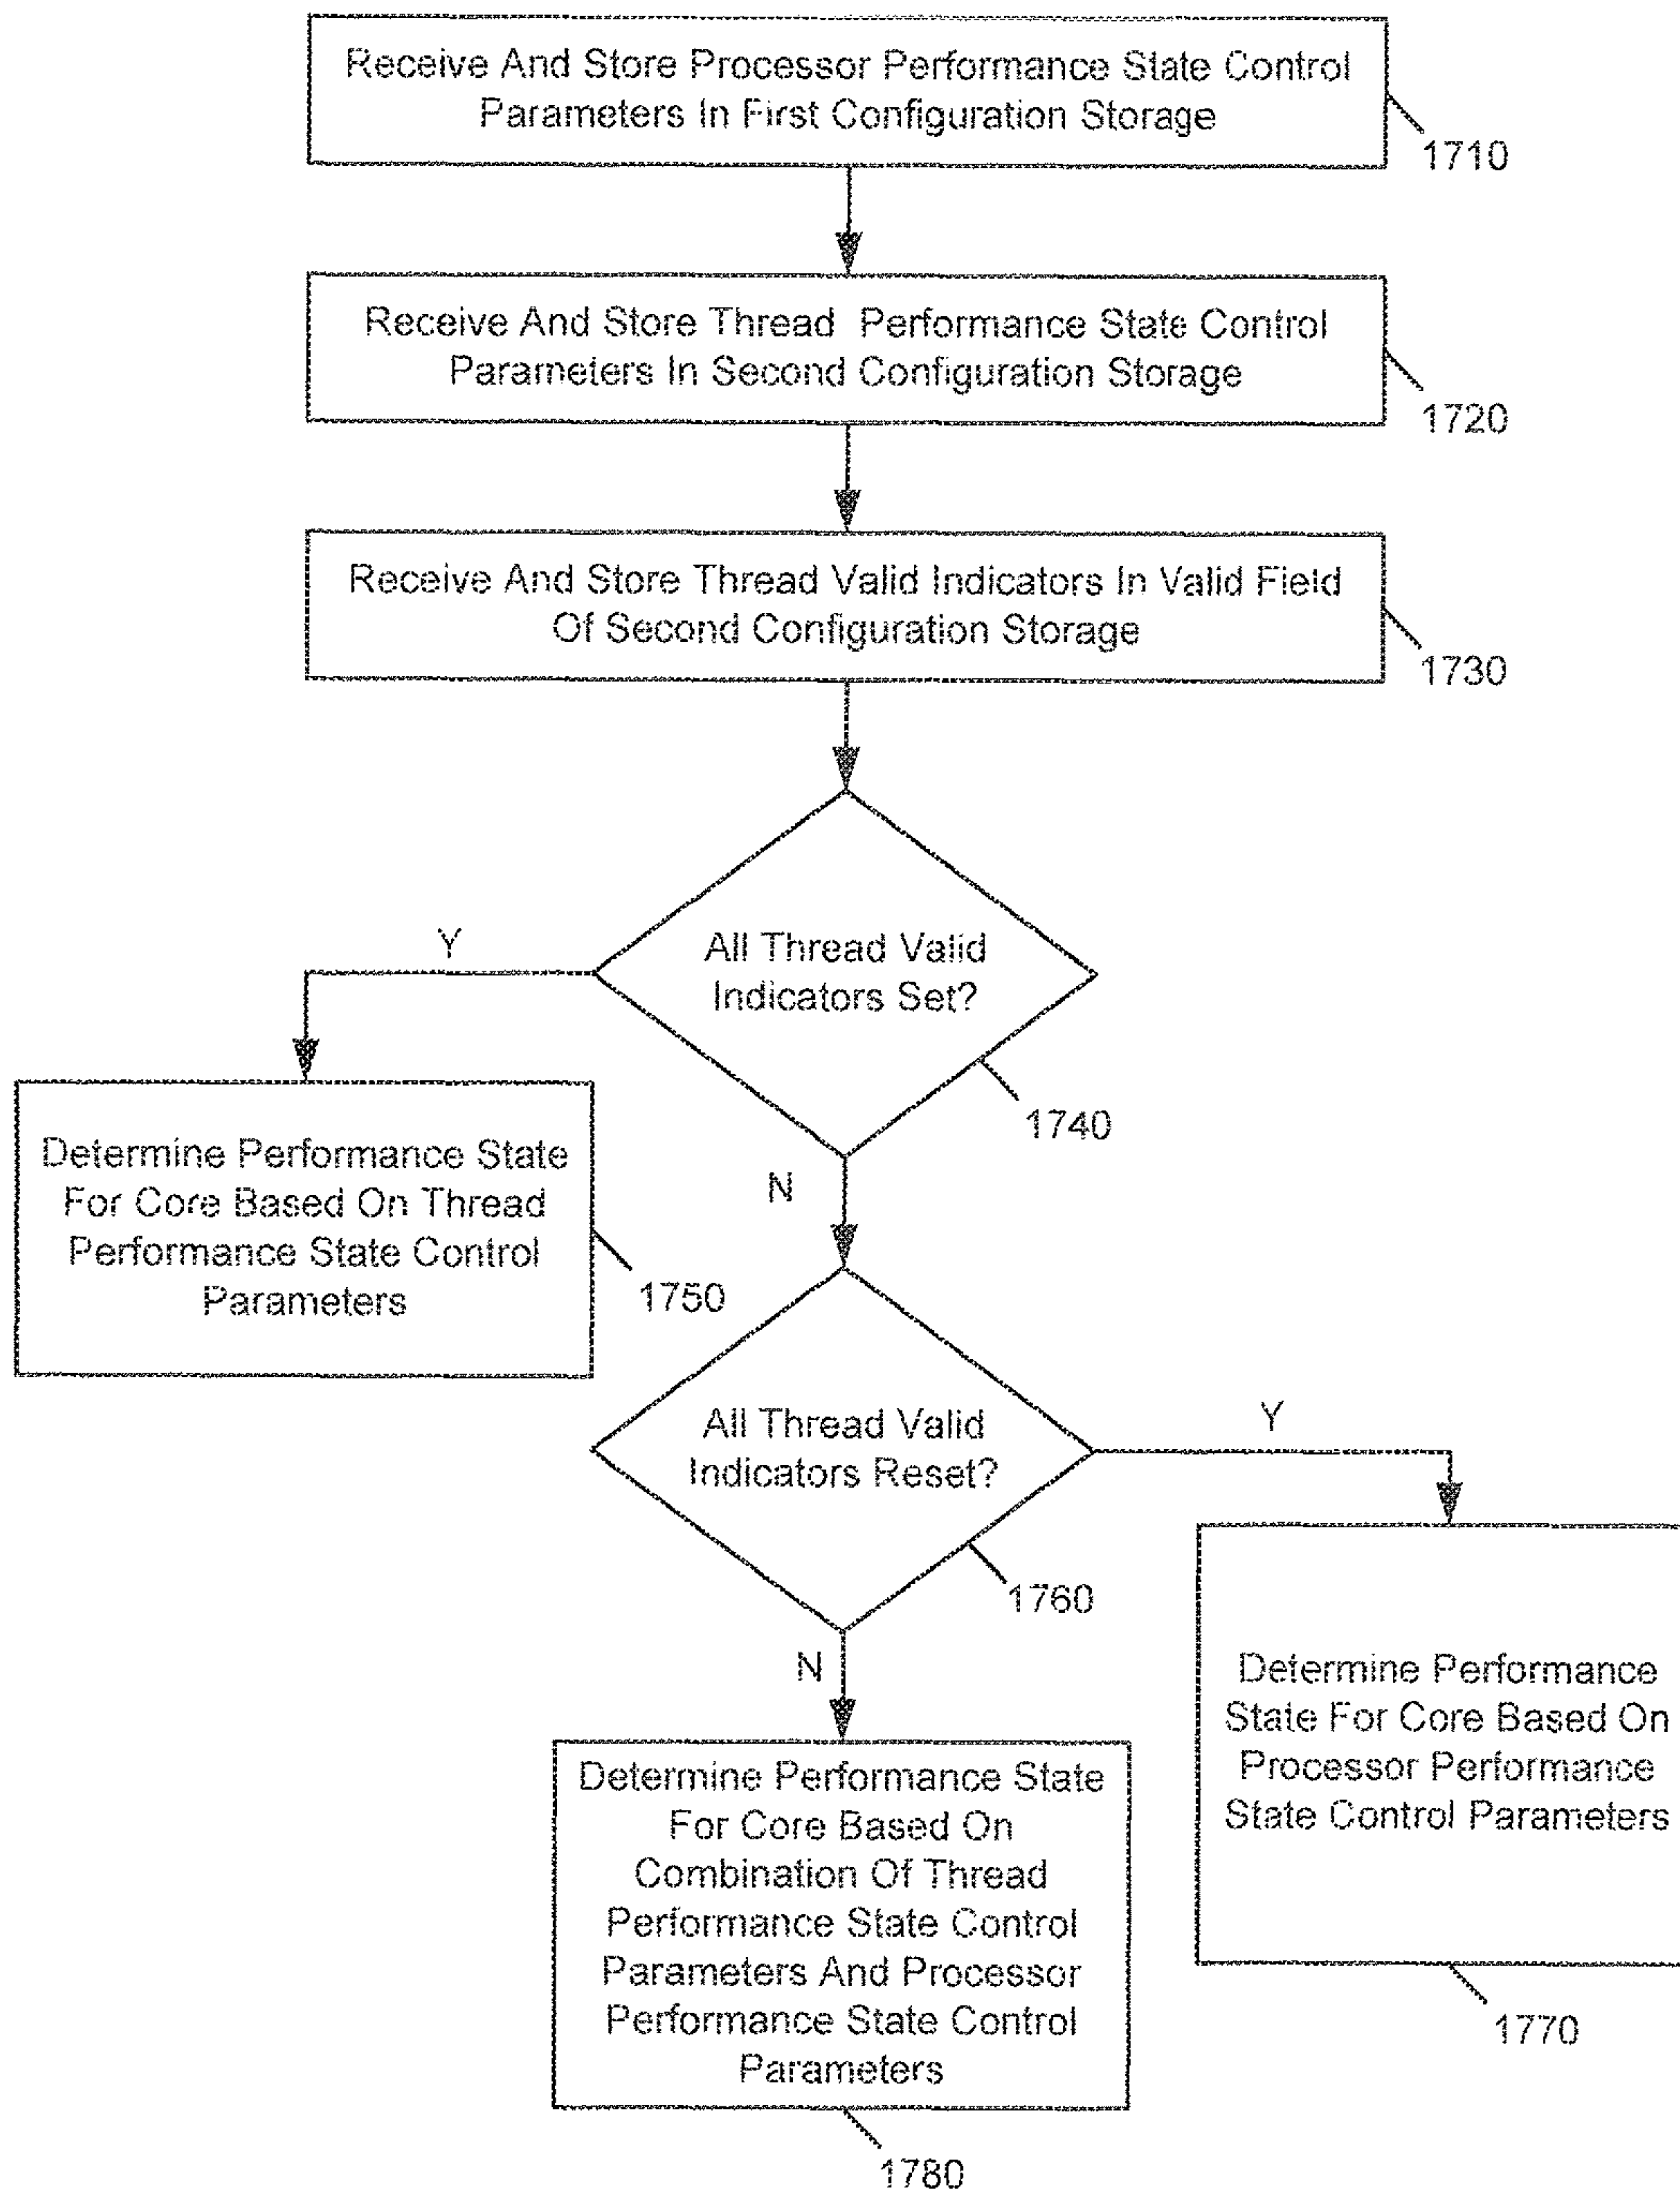 Receive And Store Processor Performance State Control
Parameters In First Configuration Storage
1710
Receive And Store Thread Performance State Control
Parameters In Second Configuration Storage
1720
Receive And Store Thread Valid Indicators In Valid Field
Of Second Configuration Storage
1730
All Thread Valid
Indicators Set?
Y
1740
N
Determine Performance State
For Core Based On Thread
Performance State Control
Parameters
1750
All Thread Valid
Indicators Reset?
Y
1760
N
Determine Performance
State For Core Based On
Processor Performance
State Control Parameters
1770
Determine Performance State
For Core Based On
Combination Of Thread
Performance State Control
Parameters And Processor
Performance State Control
Parameters
1780